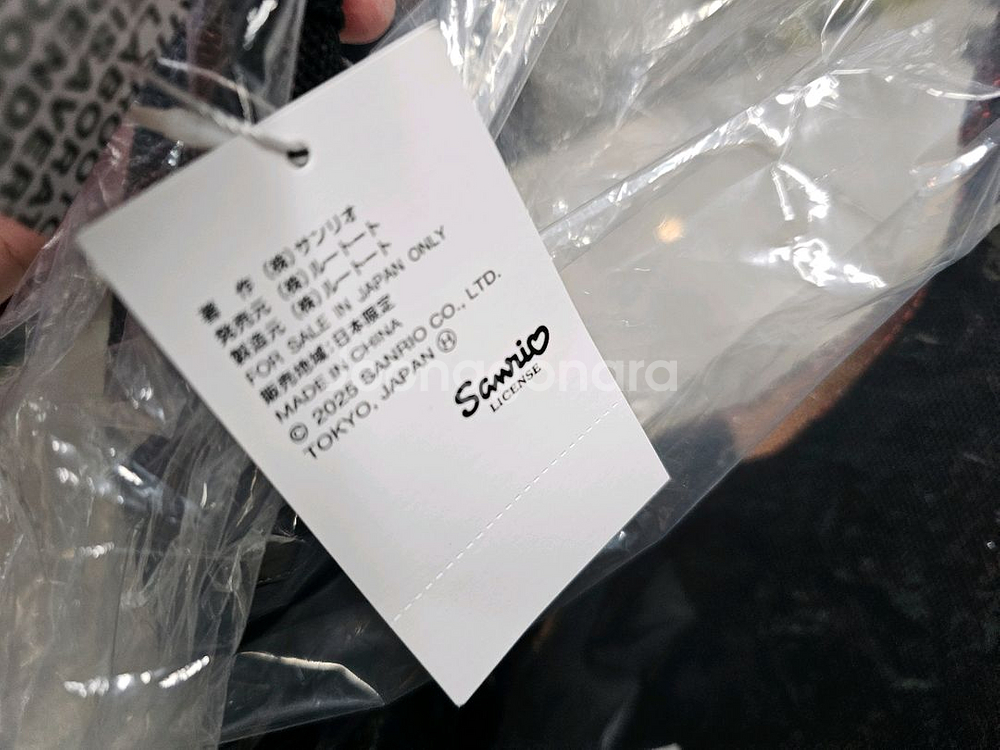 著　作　(株)サンリオ
発売元　(株)ルートート
製造元　(株)ルートート
FOR SALE IN JAPAN ONLY
販売地域:日本限定
MADE IN CHINA
© 2025 SANRIO CO., LTD.
TOKYO, JAPAN Ⓗ
Sanrio
LICENSE